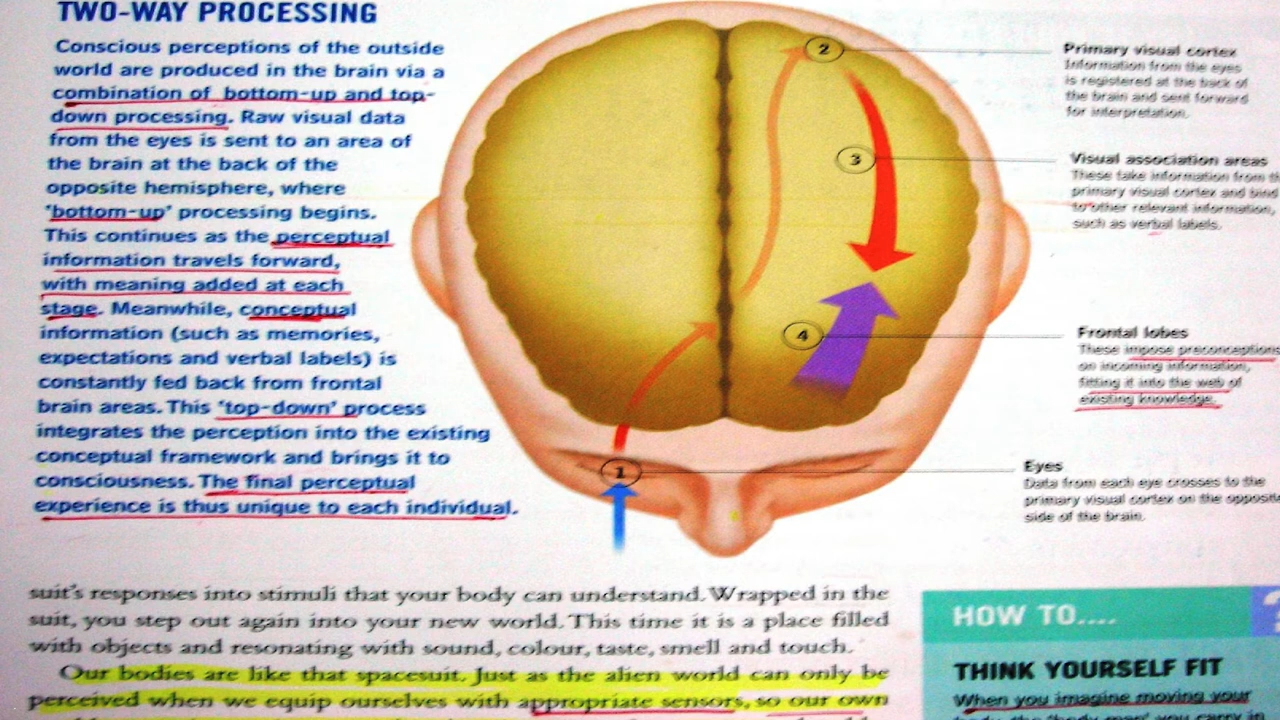 TWO-WAY PROCESSING
Conscious perceptions of the outside
world are produced in the brain via a
combination of bottom-up and top-
down processing. Raw visual data
from the eyes is sent to an area of
the brain at the back of the
opposite hemisphere, where
'bottom-up' processing begins.
This continues as the perceptual
information travels forward,
with meaning added at each
stage. Meanwhile, conceptual
information (such as memories,
expectations and verbal labels) is
constantly fed back from frontal
brain areas. This 'top-down' process
integrates the perception into the existing
conceptual framework and brings it to
consciousness. The final perceptual
experience is thus unique to each individual.
2
3
4
1
Primary visual cortex
Information from the eyes
is registered at the back of
the brain and sent forward
for interpretation.
Visual association areas
These take information from
primary visual cortex and bind
to other relevant information,
such as verbal labels.
Frontal lobes
These impose preconceptions
on incoming information,
fitting it into the web of
existing knowledge.
Eyes
Data from each eye crosses to the
primary visual cortex on the
side of the brain.
suit's responses into stimuli that your body can understand. Wrapped in the
suit, you step out again into your new world. This time it is a place filled
with objects and resonating with sound, colour, taste, smell and touch.
Our bodies are like that spacesuit. Just as the alien world can only be
perceived when we equip ourselves with appropriate sensors, so our own
HOW TO....
THINK YOURSELF FIT
When you imagine moving your